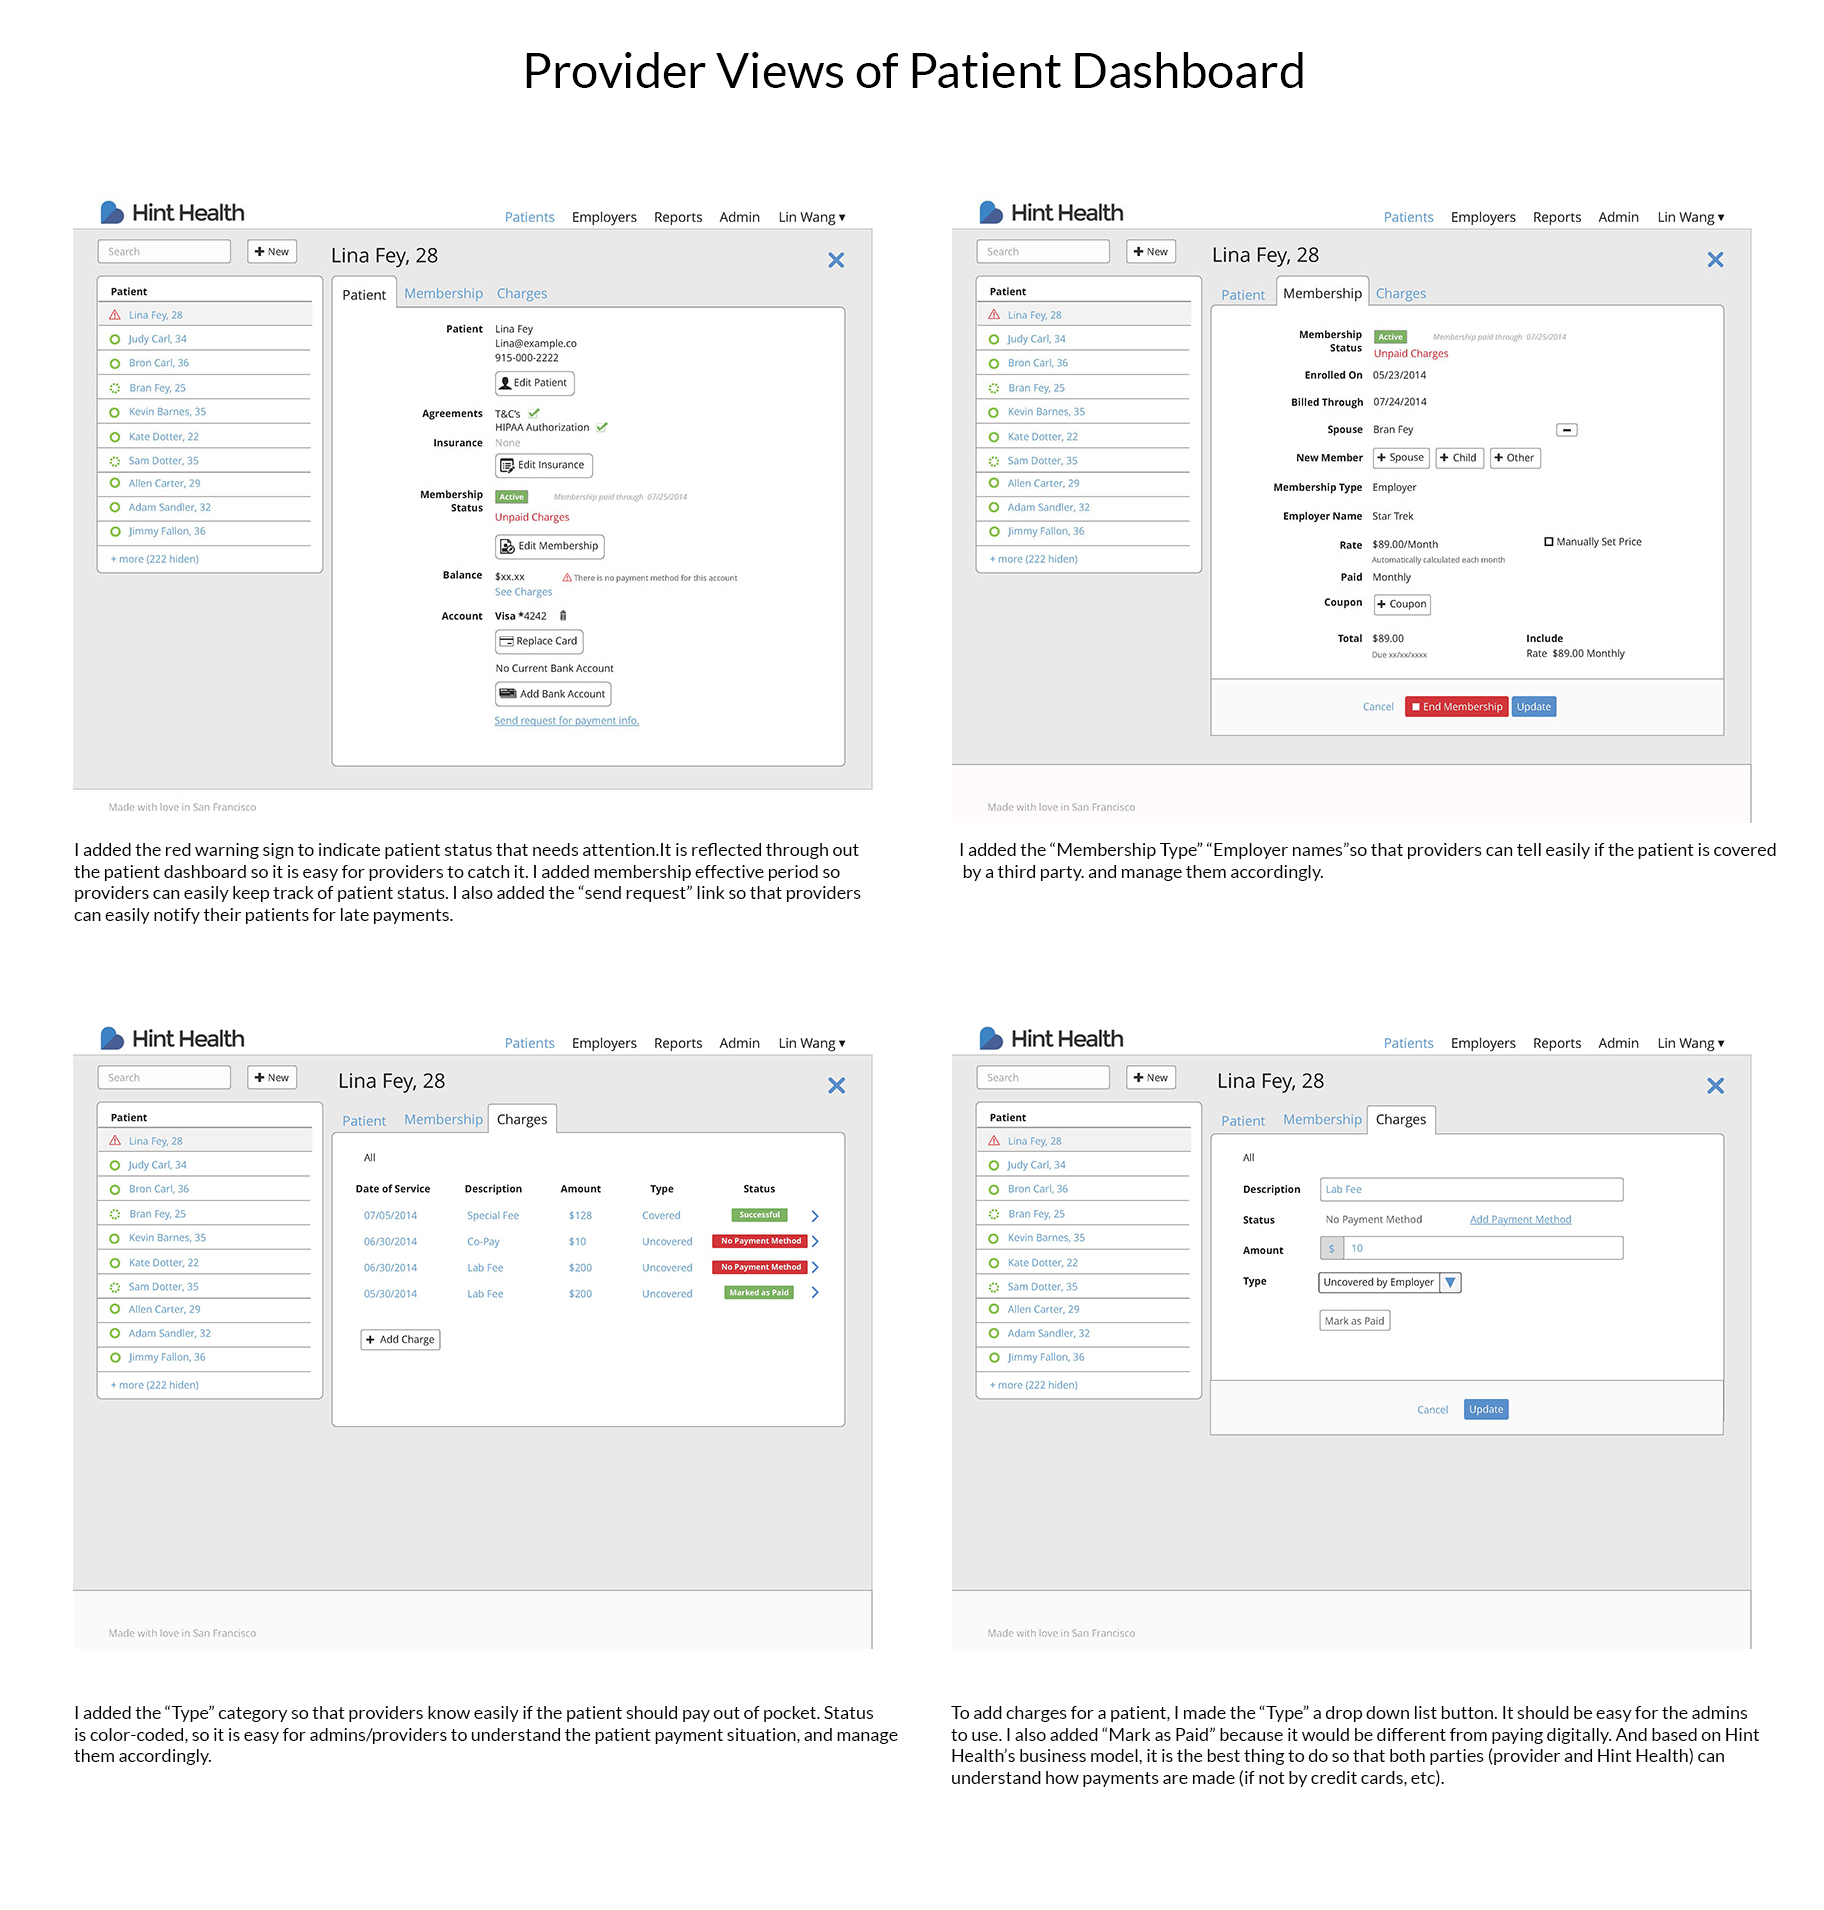 Provider Views of Patient Dashboard
Hint Health
Patients Employers Reports Admin Lin Wang ▾
Search + New Lina Fey, 28
Patient
Lina Fey, 28
Judy Carl, 34
Bron Carl, 36
Bran Fey, 25
Kevin Barnes, 35
Kate Dotter, 22
Sam Dotter, 35
Allen Carter, 29
Adam Sandler, 32
Jimmy Fallon, 36
+ more (222 hiden)
Patient Membership Charges
Patient Lina Fey
Lina@example.co
915-000-2222
Edit Patient
Agreements T&C's
HIPAA Authorization
Insurance None
Edit Insurance
Membership Status Active Membership paid through 07/25/2014
Unpaid Charges
Edit Membership
Balance $xx.xx There is no payment method for this account
See Charges
Account Visa *4242
Replace Card
No Current Bank Account
Add Bank Account
Send request for payment info.
Made with love in San Francisco
I added the red warning sign to indicate patient status that needs attention.It is reflected through out
the patient dashboard so it is easy for providers to catch it. I added membership effective period so
providers can easily keep track of patient status. I also added the “send request” link so that providers
can easily notify their patients for late payments.
Hint Health
Patients Employers Reports Admin Lin Wang ▾
Search + New Lina Fey, 28
Patient
Lina Fey, 28
Judy Carl, 34
Bron Carl, 36
Bran Fey, 25
Kevin Barnes, 35
Kate Dotter, 22
Sam Dotter, 35
Allen Carter, 29
Adam Sandler, 32
Jimmy Fallon, 36
+ more (222 hiden)
Patient Membership Charges
Membership Status Active Membership paid through 07/25/2014
Unpaid Charges
Enrolled On 05/23/2014
Billed Through 07/24/2014
Spouse Bran Fey
New Member + Spouse + Child + Other
Membership Type Employer
Employer Name Star Trek
Rate $89.00/Month Manually Set Price
Automatically calculated each month
Paid Monthly
Coupon + Coupon
Total $89.00 Include
Due xx/xx/xxxx Rate $89.00 Monthly
Cancel End Membership Update
Made with love in San Francisco
I added the “Membership Type” “Employer names”so that providers can tell easily if the patient is covered
by a third party. and manage them accordingly.
Hint Health
Patients Employers Reports Admin Lin Wang ▾
Search + New Lina Fey, 28
Patient
Lina Fey, 28
Judy Carl, 34
Bron Carl, 36
Bran Fey, 25
Kevin Barnes, 35
Kate Dotter, 22
Sam Dotter, 35
Allen Carter, 29
Adam Sandler, 32
Jimmy Fallon, 36
+ more (222 hiden)
Patient Membership Charges
All
Date of Service Description Amount Type Status
07/05/2014 Special Fee $128 Covered Successful
06/30/2014 Co-Pay $10 Uncovered No Payment Method
06/30/2014 Lab Fee $200 Uncovered No Payment Method
05/30/2014 Lab Fee $200 Uncovered Marked as Paid
+ Add Charge
Made with love in San Francisco
I added the “Type” category so that providers know easily if the patient should pay out of pocket. Status
is color-coded, so it is easy for admins/providers to understand the patient payment situation, and manage
them accordingly.
Hint Health
Patients Employers Reports Admin Lin Wang ▾
Search + New Lina Fey, 28
Patient
Lina Fey, 28
Judy Carl, 34
Bron Carl, 36
Bran Fey, 25
Kevin Barnes, 35
Kate Dotter, 22
Sam Dotter, 35
Allen Carter, 29
Adam Sandler, 32
Jimmy Fallon, 36
+ more (222 hiden)
Patient Membership Charges
All
Description Lab Fee
Status No Payment Method Add Payment Method
Amount $ 10
Type Uncovered by Employer
Mark as Paid
Cancel Update
Made with love in San Francisco
To add charges for a patient, I made the “Type” a drop down list button. It should be easy for the admins
to use. I also added “Mark as Paid” because it would be different from paying digitally. And based on Hint
Health’s business model, it is the best thing to do so that both parties (provider and Hint Health) can
understand how payments are made (if not by credit cards, etc).